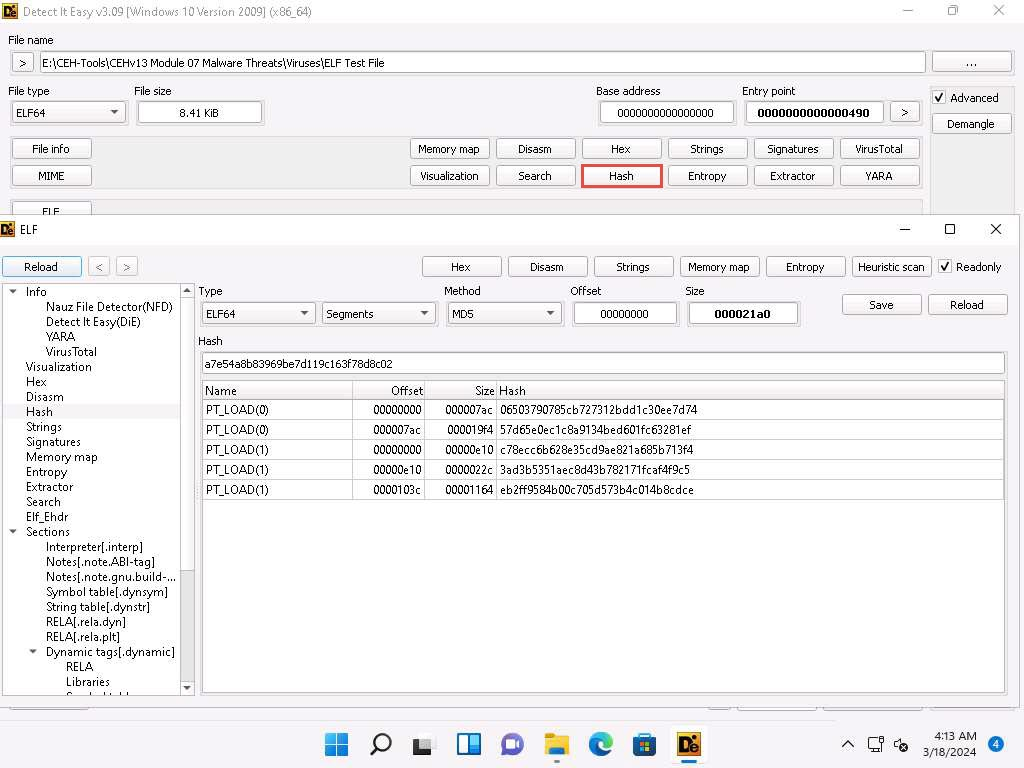 Detect It Easy v3.09 [Windows 10 Version 2009] (x86_64)
File name
> E:\CEH-Tools\CEHv13 Module 07 Malware Threats\Viruses\ELF Test File ...
File type File size Base address Entry point
ELF64 8.41 KiB 0000000000000000 0000000000000490 > Advanced
Demangle
File info Memory map Disasm Hex Strings Signatures VirusTotal
MIME Visualization Search Hash Entropy Extractor YARA
ELF
ELF
Reload < > Hex Disasm Strings Memory map Entropy Heuristic scan Readonly
Info
Nauz File Detector(NFD)
Detect It Easy(DiE)
YARA
VirusTotal
Visualization
Hex
Disasm
Hash
Strings
Signatures
Memory map
Entropy
Extractor
Search
Elf_Ehdr
Sections
Interpreter[.interp]
Notes[.note.ABI-tag]
Notes[.note.gnu.build-...
Symbol table[.dynsym]
String table[.dynstr]
RELA[.rela.dyn]
RELA[.rela.plt]
Dynamic tags[.dynamic]
RELA
Libraries
Type Method Offset Size
ELF64 Segments MD5 00000000 000021a0 Save Reload
Hash
a7e54a8b83969be7d119c163f78d8c02
Name Offset Size Hash
PT_LOAD(0) 00000000 000007ac 06503790785cb727312bdd1c30ee7d74
PT_LOAD(0) 000007ac 000019f4 57d65e0ec1c8a9134bed601fc63281ef
PT_LOAD(1) 00000000 00000e10 c78ecc6b628e35cd9ae821a685b713f4
PT_LOAD(1) 00000e10 0000022c 3ad3b5351aec8d43b782171fcaf4f9c5
PT_LOAD(1) 0000103c 00001164 eb2ff9584b00c705d573b4c014b8cdce
4:13 AM
3/18/2024
4